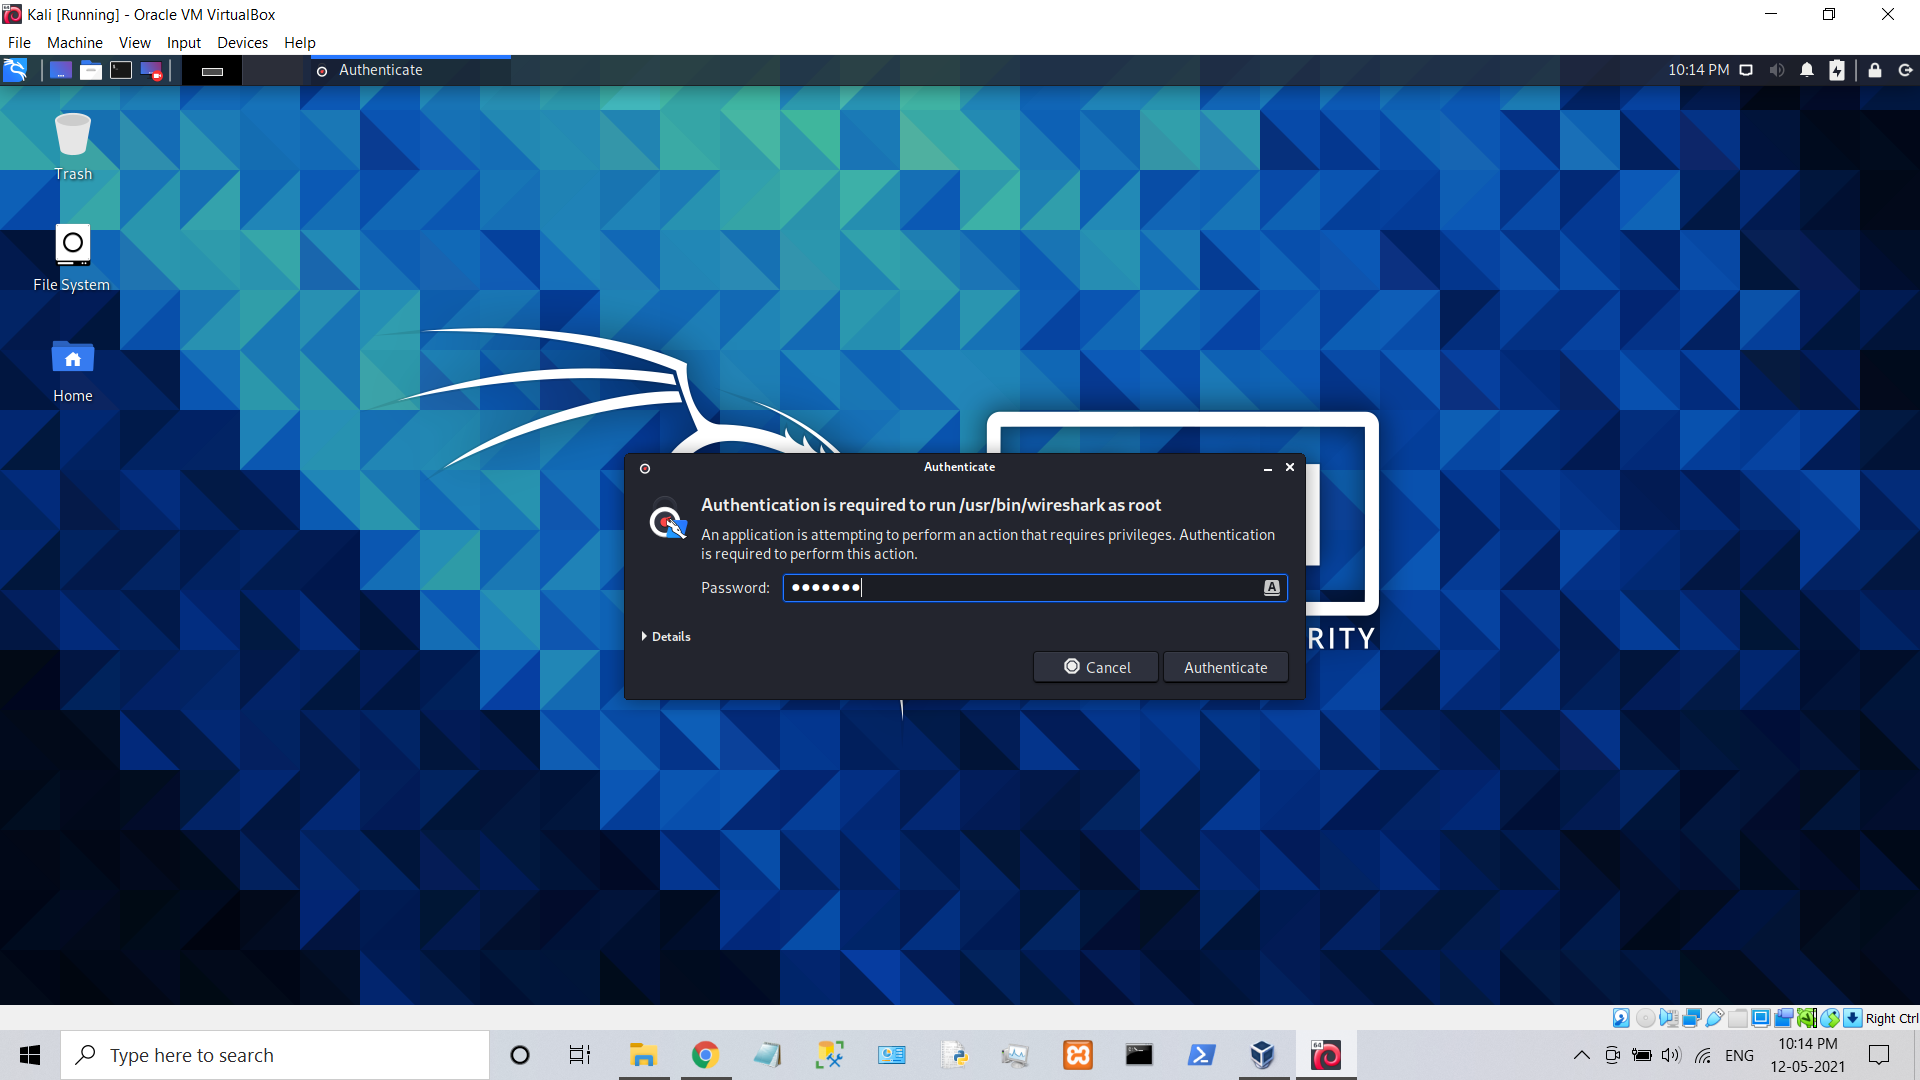 Kali [Running] - Oracle VM VirtualBox
File Machine View Input Devices Help
Authenticate
10:14 PM
Trash
File System
Home
Authenticate
Authentication is required to run /usr/bin/wireshark as root
An application is attempting to perform an action that requires privileges. Authentication
is required to perform this action.
Password: •••••••
A
Details
Cancel Authenticate
RITY
Right Ctrl
Type here to search
64
ENG
10:14 PM
12-05-2021